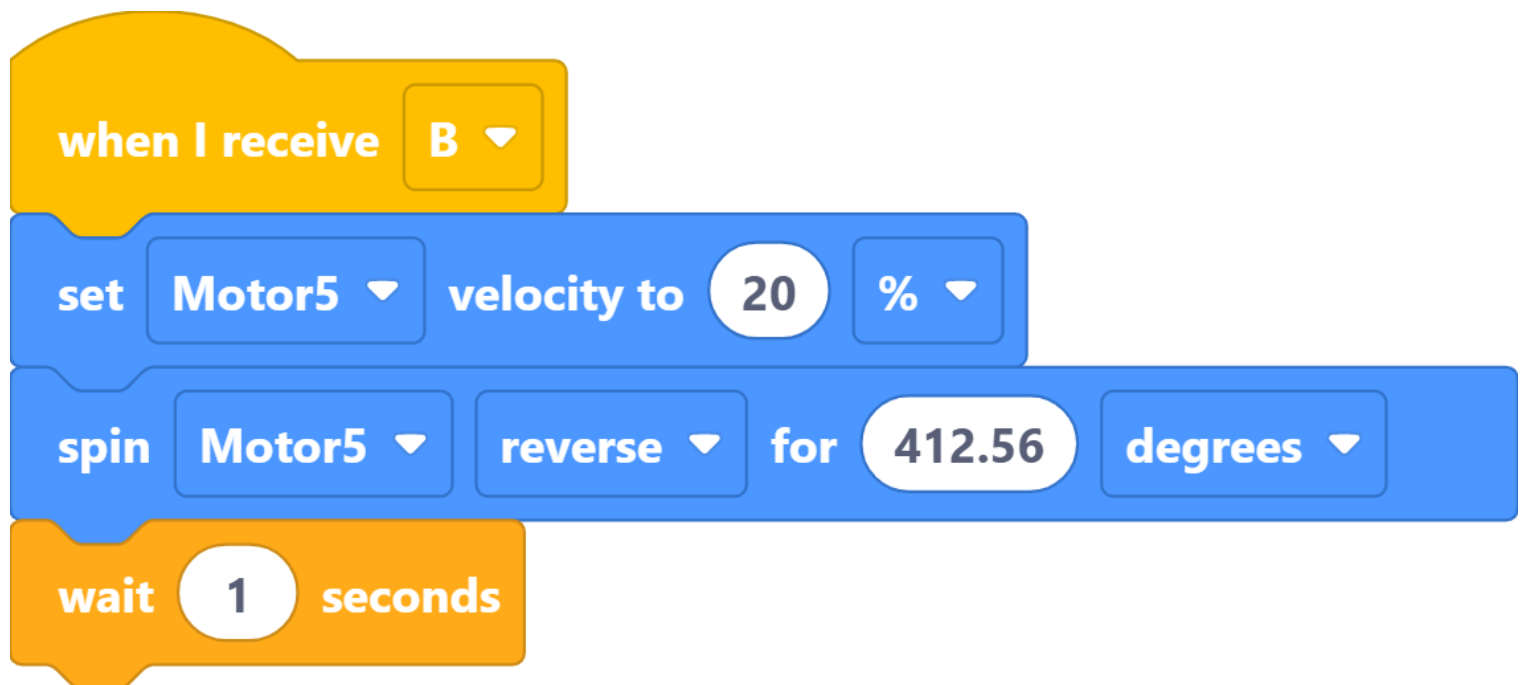 when I receive B
set Motor5 velocity to 20 %
spin Motor5 reverse for 412.56 degrees
wait 1 seconds